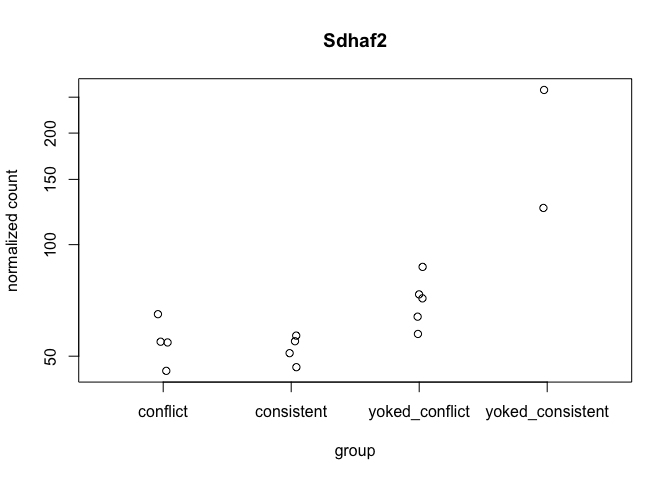 Sdhaf2
normalized count
200
150
100
50
conflict
consistent
yoked_conflict
yoked_consistent
group